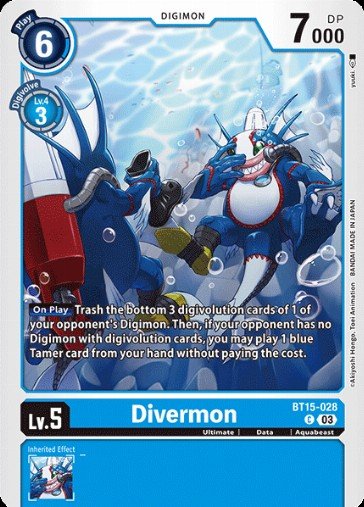 Play
6
DIGIMON
7000
DP
Digivolve
Lv.4
3
yuuki
©Akiyoshi Hongo, Toei Animation BANDAI MADE IN JAPAN
On Play Trash the bottom 3 digivolution cards of 1 of
your opponent's Digimon. Then, if your opponent has no
Digimon with digivolution cards, you may play 1 blue
Tamer card from your hand without paying the cost.
Lv.5
Divermon
BT15-028
C 03
Ultimate Data Aquabeast
Inherited Effect